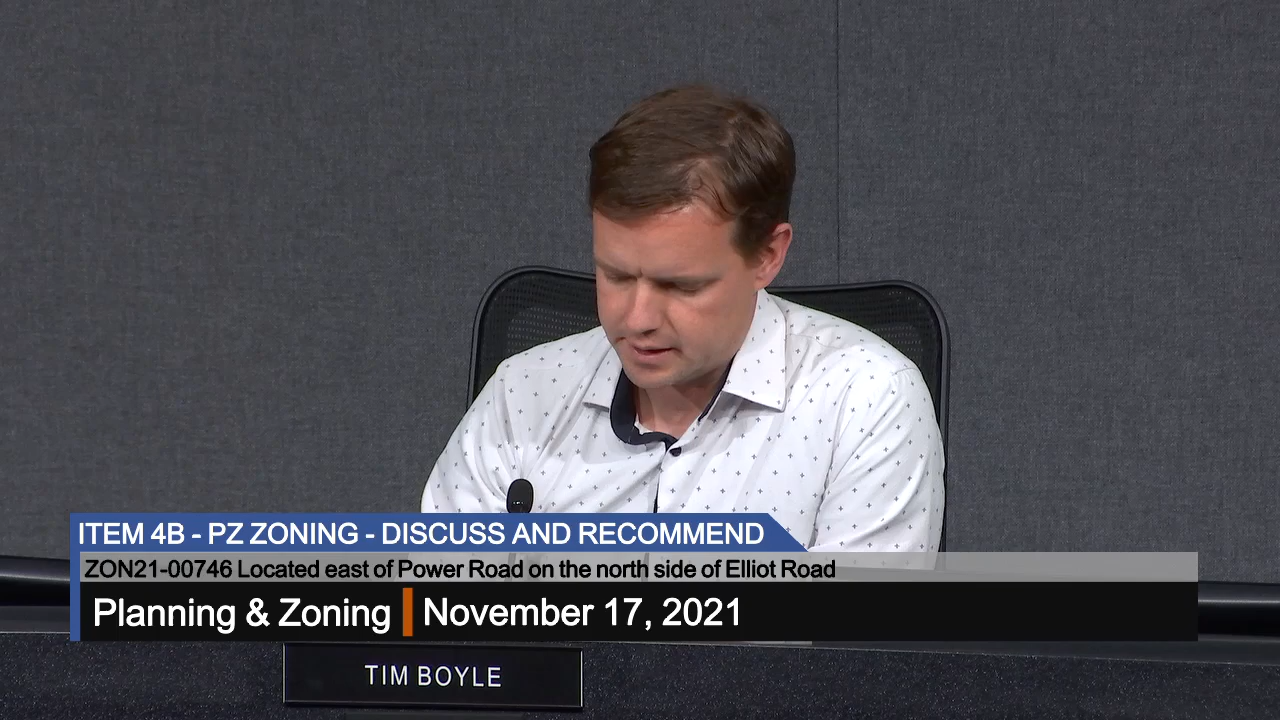 ITEM 4B - PZ ZONING - DISCUSS AND RECOMMEND
ZON21-00746 Located east of Power Road on the north side of Elliot Road
Planning & Zoning November 17, 2021
TIM BOYLE